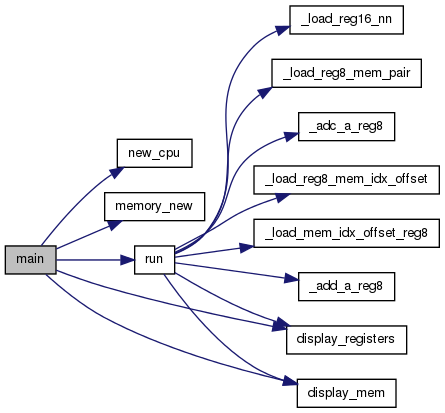 main
new_cpu
memory_new
run
_load_reg16_nn
_load_reg8_mem_pair
_adc_a_reg8
_load_reg8_mem_idx_offset
_load_mem_idx_offset_reg8
_add_a_reg8
display_registers
display_mem